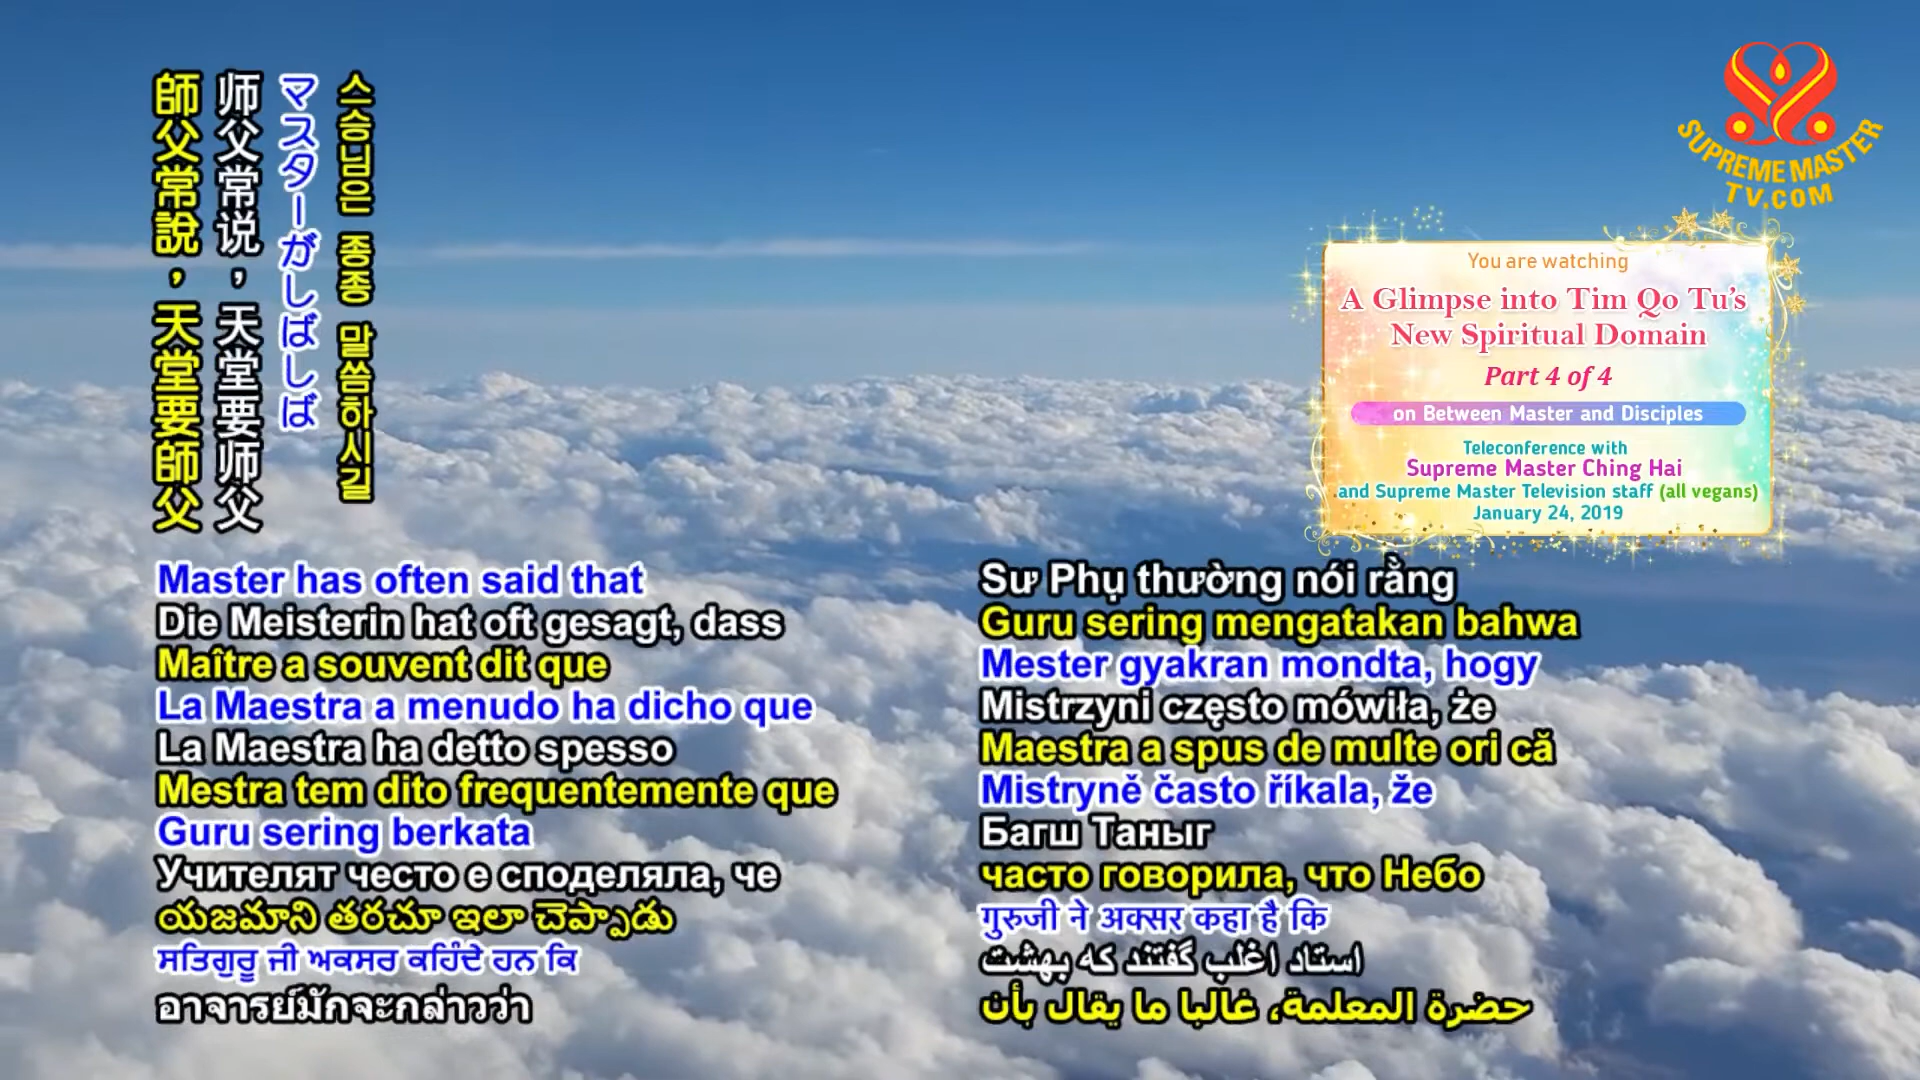 師父常說，天堂要師父
师父常说，天堂要师父
マスターがしばしば
스승님은 종종 말씀하시길
SUPREME MASTER
TV.COM
You are watching
A Glimpse into Tim Qo Tu's
New Spiritual Domain
Part 4 of 4
on Between Master and Disciples
Teleconference with
Supreme Master Ching Hai
and Supreme Master Television staff (all vegans)
January 24, 2019
Master has often said that
Die Meisterin hat oft gesagt, dass
Maître a souvent dit que
La Maestra a menudo ha dicho que
La Maestra ha detto spesso
Mestra tem dito frequentemente que
Guru sering berkata
Учителят често е споделяла, че
యజమాని తరచూ ఇలా చెప్పాడు
ਸਤਿਗੁਰੂ ਜੀ ਅਕਸਰ ਕਹਿੰਦੇ ਹਨ ਕਿ
อาจารย์มักจะกล่าวว่า
Sư Phụ thường nói rằng
Guru sering mengatakan bahwa
Mester gyakran mondta, hogy
Mistrzyni często mówiła, że
Maestra a spus de multe ori că
Mistryně často říkala, že
Багш Таныг
часто говорила, что Небо
गुरुजी ने अक्सर कहा है कि
استاد اغلب گفتند که بهشت
حضرة المعلمة، غالبا ما يقال بأن